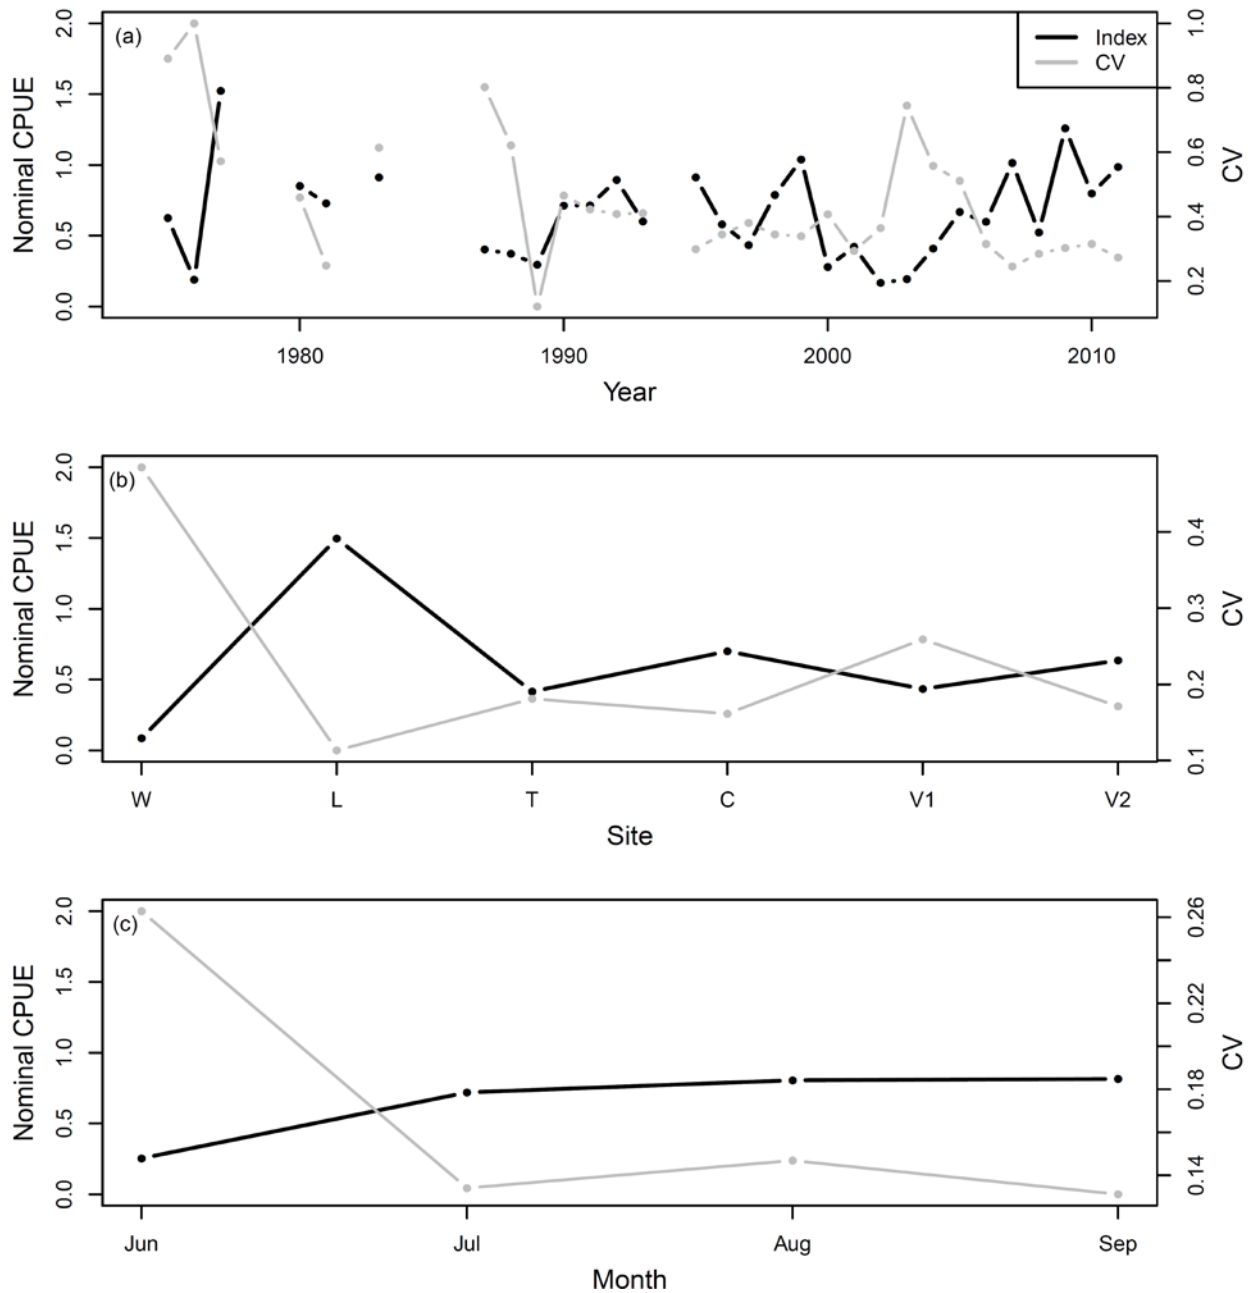 (a)
Index
CV
2.0
1.5
1.0
0.5
0.0
Nominal CPUE
1.0
0.8
0.6
0.4
0.2
CV
1980 1990 2000 2010
Year
(b)
2.0
1.5
1.0
0.5
0.0
Nominal CPUE
0.4
0.3
0.2
0.1
CV
W L T C V1 V2
Site
(c)
2.0
1.5
1.0
0.5
0.0
Nominal CPUE
0.26
0.22
0.18
0.14
CV
Jun Jul Aug Sep
Month